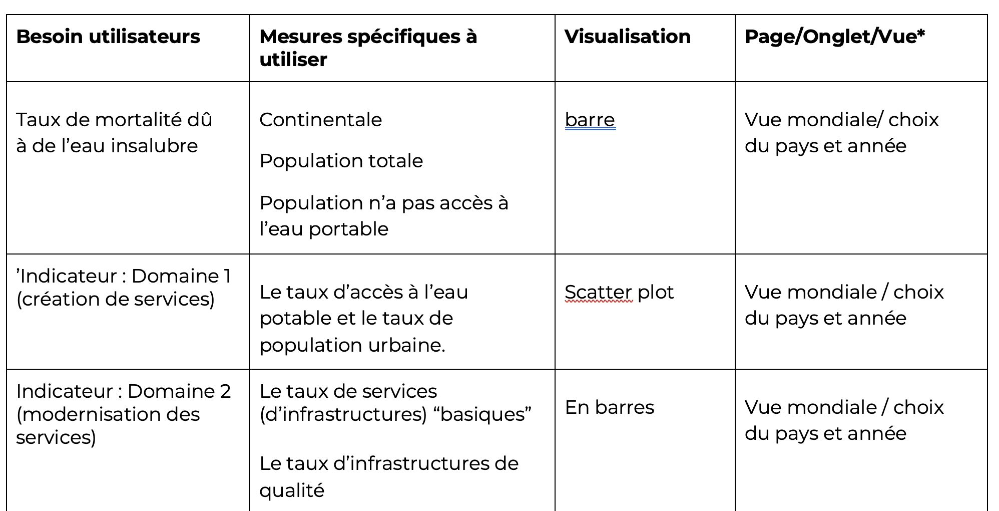 Besoin utilisateurs
Mesures spécifiques à
utiliser
Visualisation
Page/Onglet/Vue*
Taux de mortalité dû
à de l’eau insalubre
Continentale
Population totale
Population n’a pas accès à
l’eau portable
barre
Vue mondiale/ choix
du pays et année
’Indicateur : Domaine 1
(création de services)
Le taux d’accès à l’eau
potable et le taux de
population urbaine.
Scatter plot
Vue mondiale / choix
du pays et année
Indicateur : Domaine 2
(modernisation des
services)
Le taux de services
(d’infrastructures) “basiques”
Le taux d’infrastructures de
qualité
En barres
Vue mondiale / choix
du pays et année